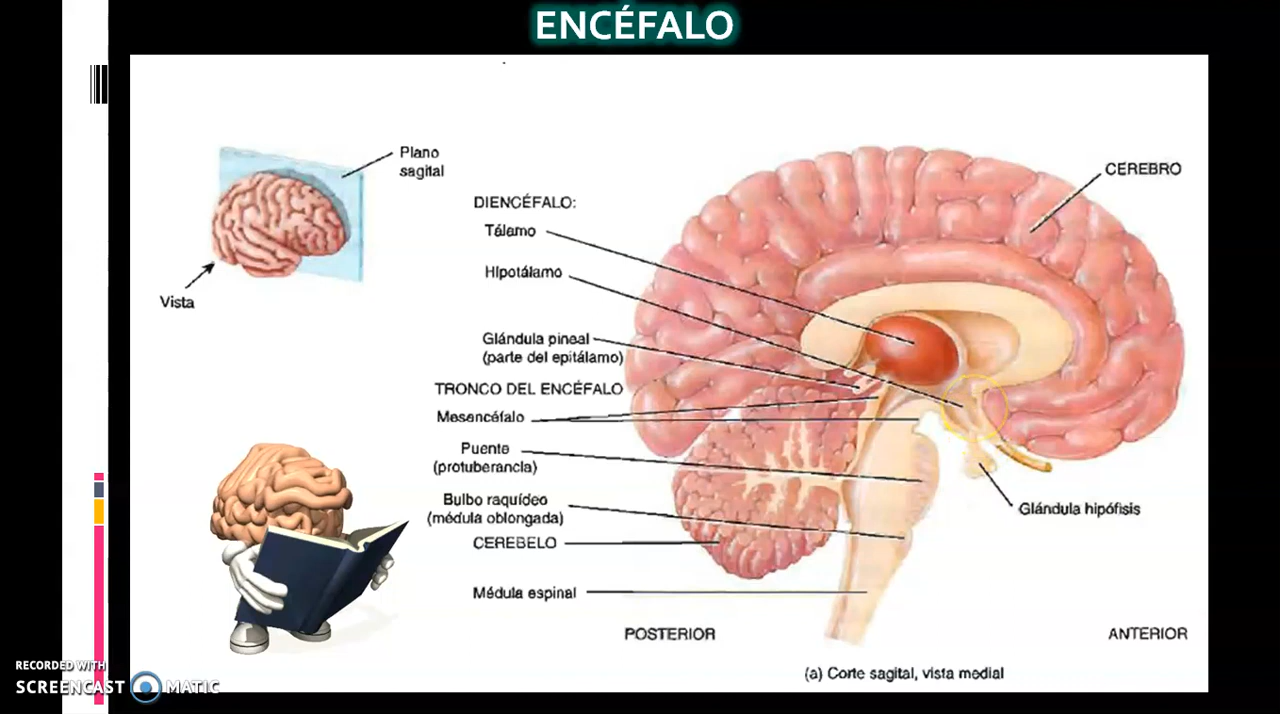 ENCÉFALO
Plano
sagital
Vista
DIENCÉFALO:
Tálamo
Hipotálamo
Glándula pineal
(parte del epitálamo)
TRONCO DEL ENCÉFALO
Mesencéfalo
Puente
(protuberancia)
Bulbo raquídeo
(médula oblongada)
CEREBELO
Médula espinal
CEREBRO
Glándula hipófisis
POSTERIOR
ANTERIOR
(a) Corte sagital, vista medial
RECORDED WITH
SCREENCAST MATIC